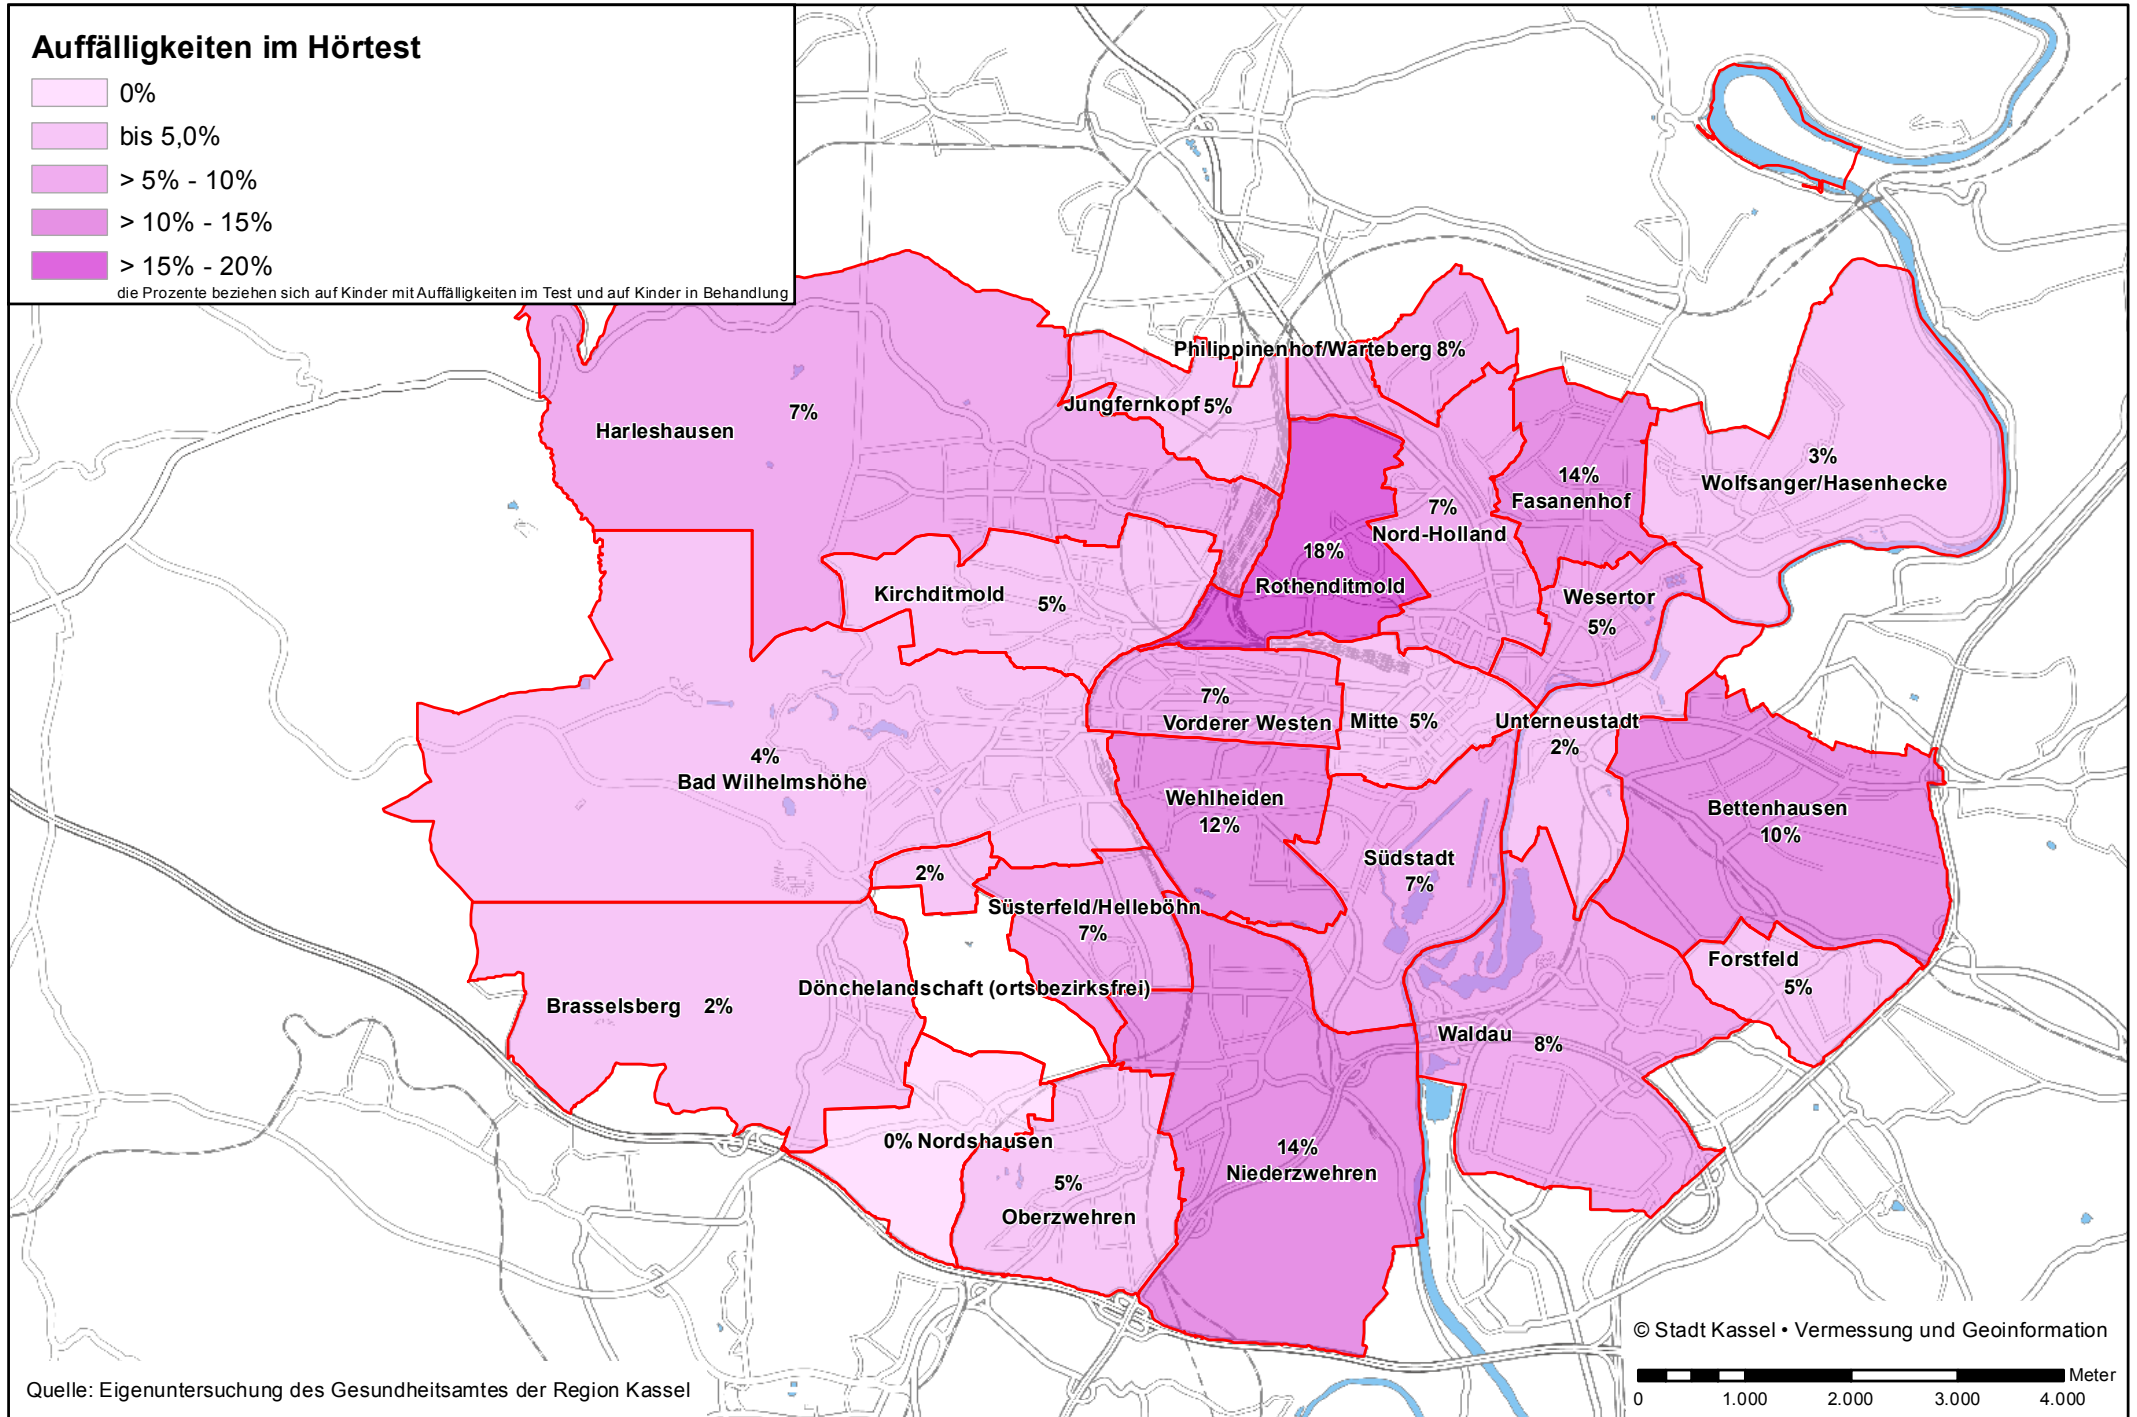 Auffälligkeiten im Hörtest
0%
bis 5,0%
> 5% - 10%
> 10% - 15%
> 15% - 20%
die Prozente beziehen sich auf Kinder mit Auffälligkeiten im Test und auf Kinder in Behandlung
Philippinenhof/Warteberg 8%
Jungfernkopf 5%
7%
Harleshausen
3%
Wolfsanger/Hasenhecke
14%
Fasanenhof
7%
Nord-Holland
18%
Rothenditmold
Kirchditmold 5%
Wesertor
5%
7%
Vorderer Westen
Mitte 5%
Unterneustadt
2%
4%
Bad Wilhelmshöhe
Wehlheiden
12%
Bettenhausen
10%
Südstadt
7%
2%
Süsterfeld/Helleböhn
7%
Forstfeld
5%
Dönchelandschaft (ortsbezirksfrei)
Brasselsberg 2%
Waldau 8%
0% Nordshausen
14%
Niederzwehren
5%
Oberzwehren
© Stadt Kassel • Vermessung und Geoinformation
Meter
0 1.000 2.000 3.000 4.000
Quelle: Eigenuntersuchung des Gesundheitsamtes der Region Kassel